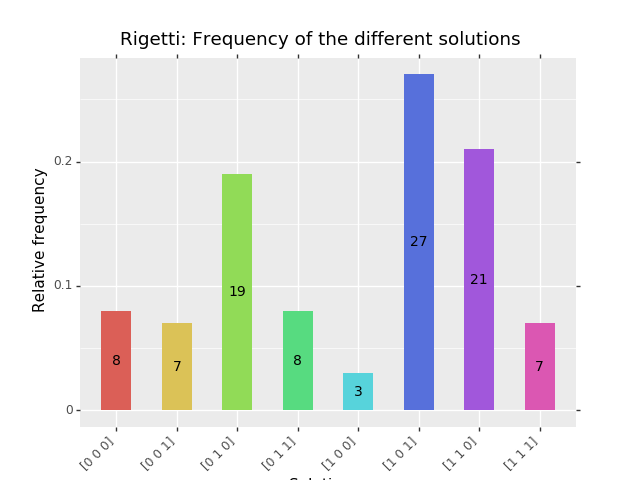 Rigetti: Frequency of the different solutions
Relative frequency
0.2
0.1
0
8
7
19
8
3
27
21
7
[0 0 0]
[0 0 1]
[0 1 0]
[0 1 1]
[1 0 0]
[1 0 1]
[1 1 0]
[1 1 1]